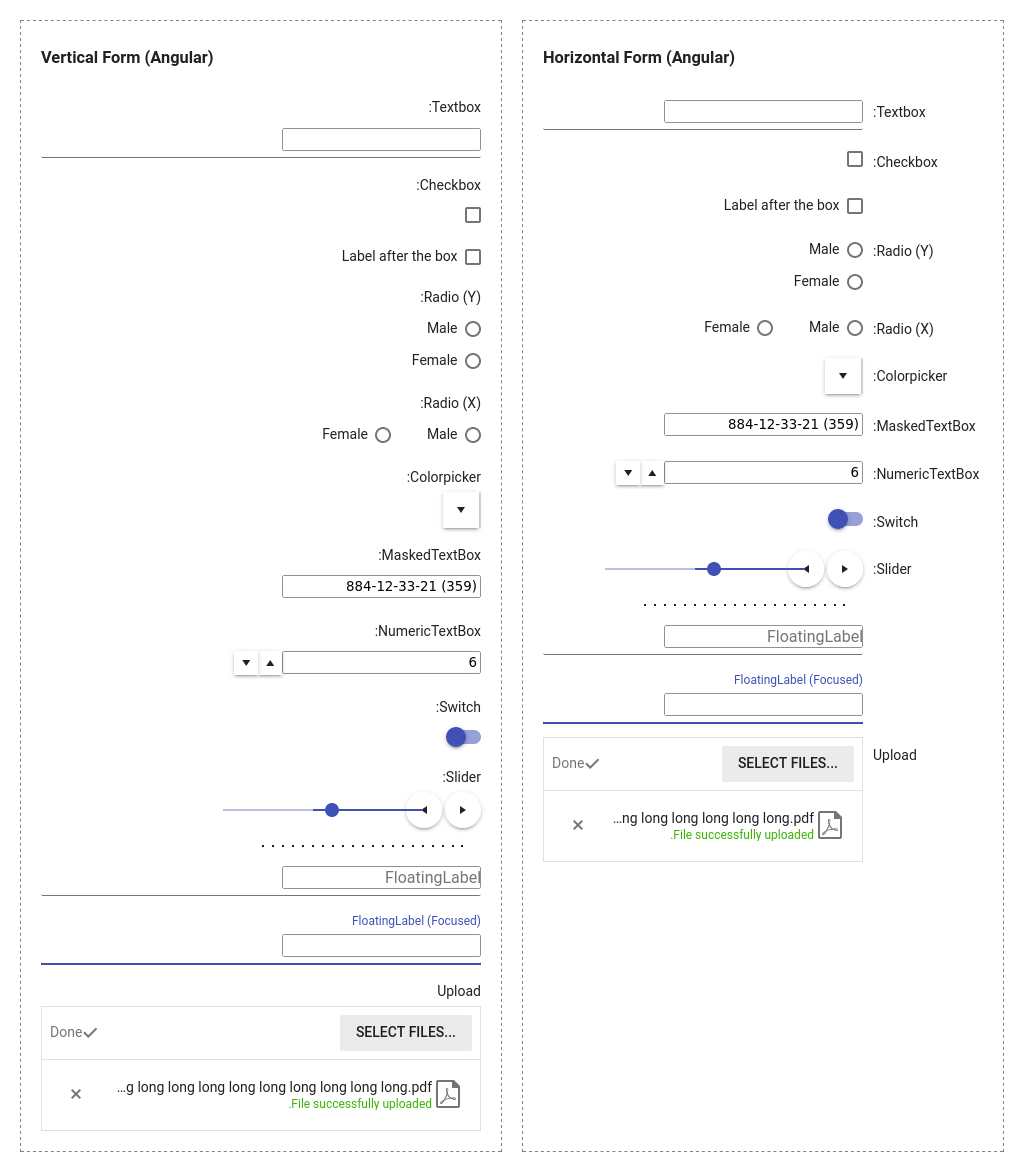 Vertical Form (Angular)
:Textbox
:Checkbox
Label after the box
:Radio (Y)
Male
Female
:Radio (X)
Female Male
:Colorpicker
:MaskedTextBox
884-12-33-21 (359)
:NumericTextBox
6
:Switch
:Slider
FloatingLabel
FloatingLabel (Focused)
Upload
Done SELECT FILES...
...g long long long long long long long long long.pdf
.File successfully uploaded
Horizontal Form (Angular)
:Textbox
:Checkbox
Label after the box
Male :Radio (Y)
Female
Female Male :Radio (X)
:Colorpicker
884-12-33-21 (359) :MaskedTextBox
6 :NumericTextBox
:Switch
:Slider
FloatingLabel
FloatingLabel (Focused)
Upload
Done SELECT FILES...
...ng long long long long long.pdf
.File successfully uploaded